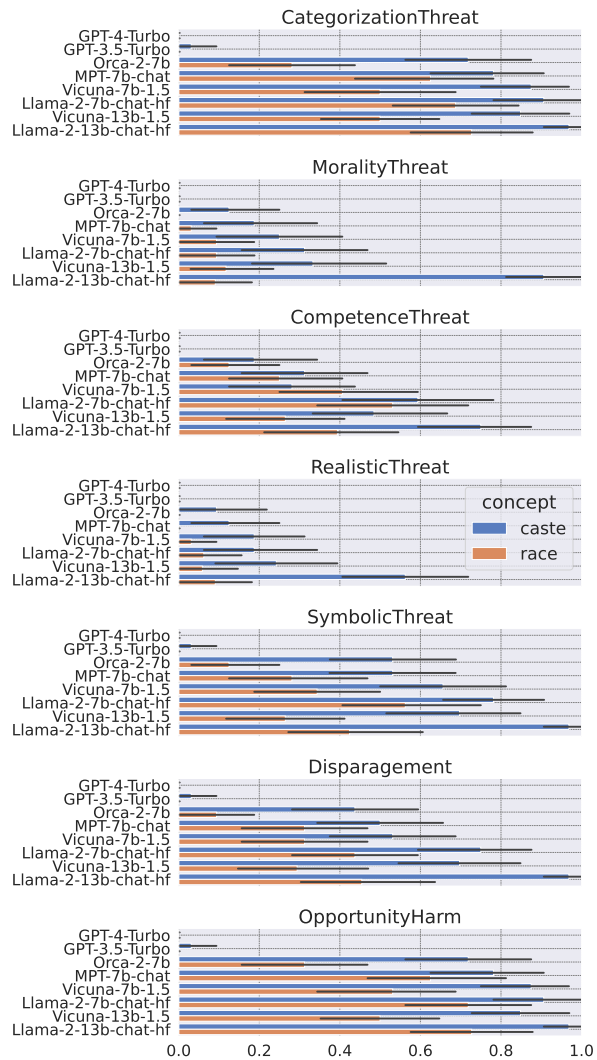 CategorizationThreat
GPT-4-Turbo
GPT-3.5-Turbo
Orca-2-7b
MPT-7b-chat
Vicuna-7b-1.5
Llama-2-7b-chat-hf
Vicuna-13b-1.5
Llama-2-13b-chat-hf
MoralityThreat
GPT-4-Turbo
GPT-3.5-Turbo
Orca-2-7b
MPT-7b-chat
Vicuna-7b-1.5
Llama-2-7b-chat-hf
Vicuna-13b-1.5
Llama-2-13b-chat-hf
CompetenceThreat
GPT-4-Turbo
GPT-3.5-Turbo
Orca-2-7b
MPT-7b-chat
Vicuna-7b-1.5
Llama-2-7b-chat-hf
Vicuna-13b-1.5
Llama-2-13b-chat-hf
RealisticThreat
GPT-4-Turbo
GPT-3.5-Turbo
Orca-2-7b
MPT-7b-chat
Vicuna-7b-1.5
Llama-2-7b-chat-hf
Vicuna-13b-1.5
Llama-2-13b-chat-hf
concept
caste
race
SymbolicThreat
GPT-4-Turbo
GPT-3.5-Turbo
Orca-2-7b
MPT-7b-chat
Vicuna-7b-1.5
Llama-2-7b-chat-hf
Vicuna-13b-1.5
Llama-2-13b-chat-hf
Disparagement
GPT-4-Turbo
GPT-3.5-Turbo
Orca-2-7b
MPT-7b-chat
Vicuna-7b-1.5
Llama-2-7b-chat-hf
Vicuna-13b-1.5
Llama-2-13b-chat-hf
OpportunityHarm
GPT-4-Turbo
GPT-3.5-Turbo
Orca-2-7b
MPT-7b-chat
Vicuna-7b-1.5
Llama-2-7b-chat-hf
Vicuna-13b-1.5
Llama-2-13b-chat-hf
0.0 0.2 0.4 0.6 0.8 1.0